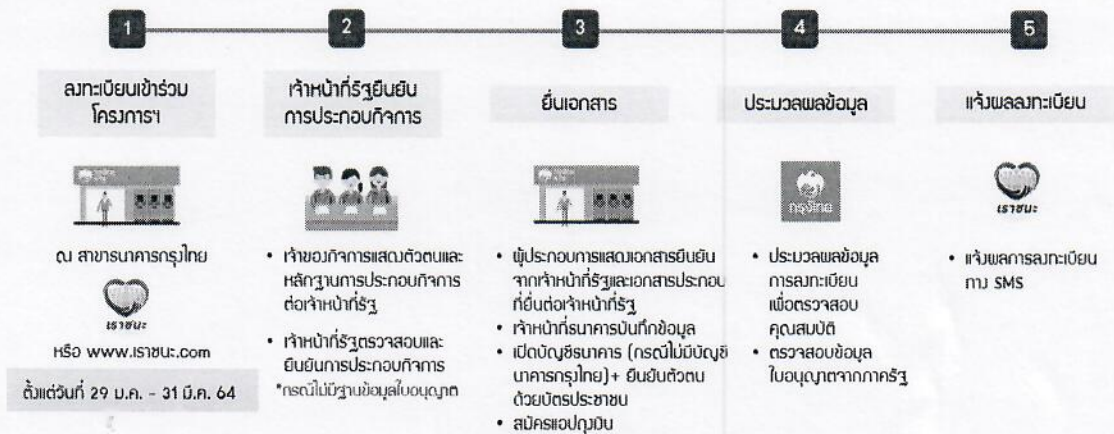 1
2
3
4
5
ลงทะเบียนเข้าร่วม
โครงการฯ
เจ้าหน้าที่รัฐยืนยัน
การประกอบกิจการ
ยื่นเอกสาร
ประมวลผลข้อมูล
แจ้งผลลงทะเบียน
ณ สาขาธนาคารกรุงไทย
เราชนะ
หรือ www.เราชนะ.com
ตั้งแต่วันที่ 29 ม.ค. - 31 มี.ค. 64
• เจ้าของกิจการแสดงตัวตนและ
หลักฐานการประกอบกิจการ
ต่อเจ้าหน้าที่รัฐ
• เจ้าหน้าที่รัฐตรวจสอบและ
ยืนยันการประกอบกิจการ
*กรณีไม่มีฐานข้อมูลใบอนุญาต
• ผู้ประกอบการแสดงเอกสารยืนยัน
จากเจ้าหน้าที่รัฐและเอกสารประกอบ
ที่ยื่นต่อเจ้าหน้าที่รัฐ
• เจ้าหน้าที่ธนาคารบันทึกข้อมูล
• เปิดบัญชีธนาคาร (กรณีไม่มีบัญชี
ธนาคารกรุงไทย)+ ยืนยันตัวตน
ด้วยบัตรประชาชน
• สมัครแอปถุงเงิน
กรุงไทย
• ประมวลผลข้อมูล
การลงทะเบียน
เพื่อตรวจสอบ
คุณสมบัติ
• ตรวจสอบข้อมูล
ใบอนุญาตจากภาครัฐ
เราชนะ
• แจ้งผลการลงทะเบียน
ทาง SMS